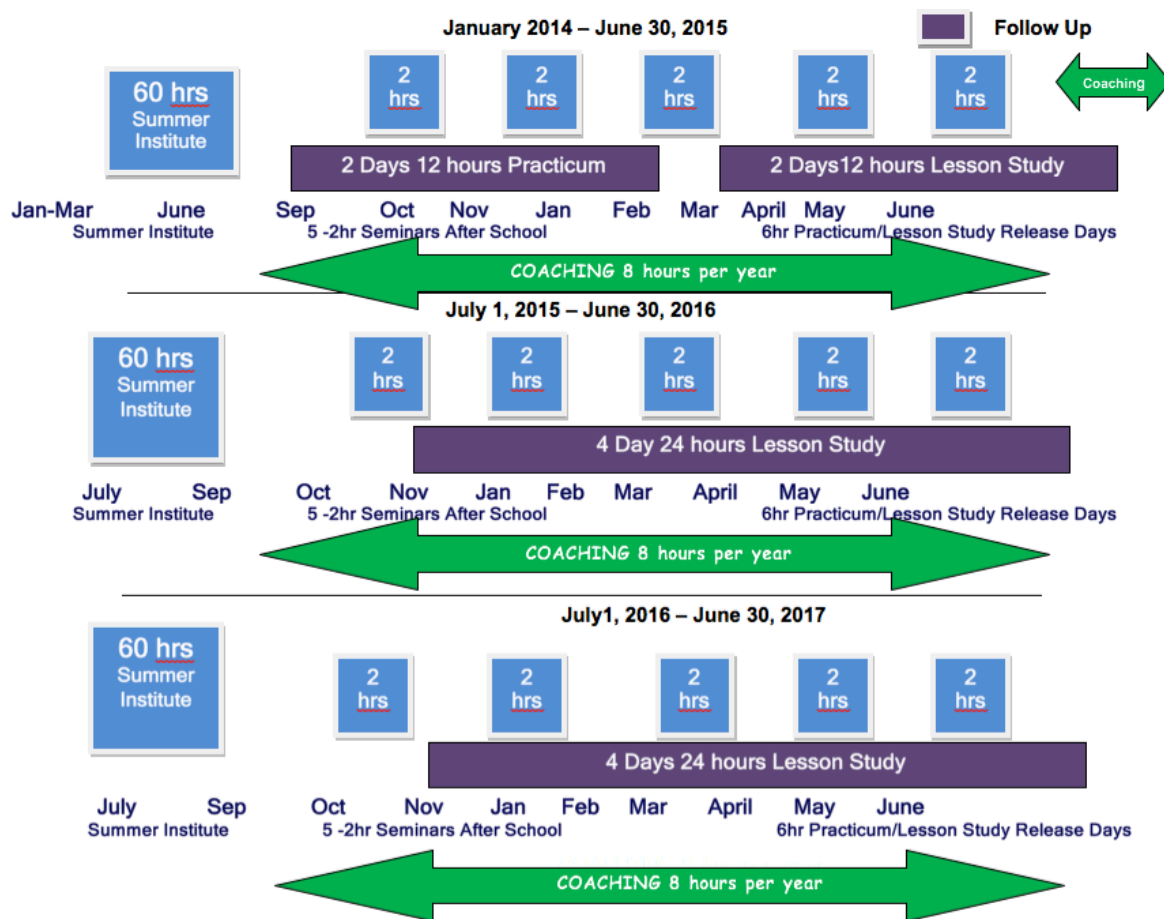 January 2014 – June 30, 2015
Follow Up
60 hrs
Summer
Institute
2
hrs
2
hrs
2
hrs
2
hrs
2
hrs
Coaching
2 Days 12 hours Practicum
2 Days12 hours Lesson Study
Jan-Mar June Sep Oct Nov Jan Feb Mar April May June
Summer Institute 5 -2hr Seminars After School 6hr Practicum/Lesson Study Release Days
COACHING 8 hours per year
July 1, 2015 – June 30, 2016
60 hrs
Summer
Institute
2
hrs
2
hrs
2
hrs
2
hrs
2
hrs
4 Day 24 hours Lesson Study
July Sep Oct Nov Jan Feb Mar April May June
Summer Institute 5 -2hr Seminars After School 6hr Practicum/Lesson Study Release Days
COACHING 8 hours per year
July1, 2016 – June 30, 2017
60 hrs
Summer
Institute
2
hrs
2
hrs
2
hrs
2
hrs
2
hrs
4 Days 24 hours Lesson Study
July Sep Oct Nov Jan Feb Mar April May June
Summer Institute 5 -2hr Seminars After School 6hr Practicum/Lesson Study Release Days
COACHING 8 hours per year